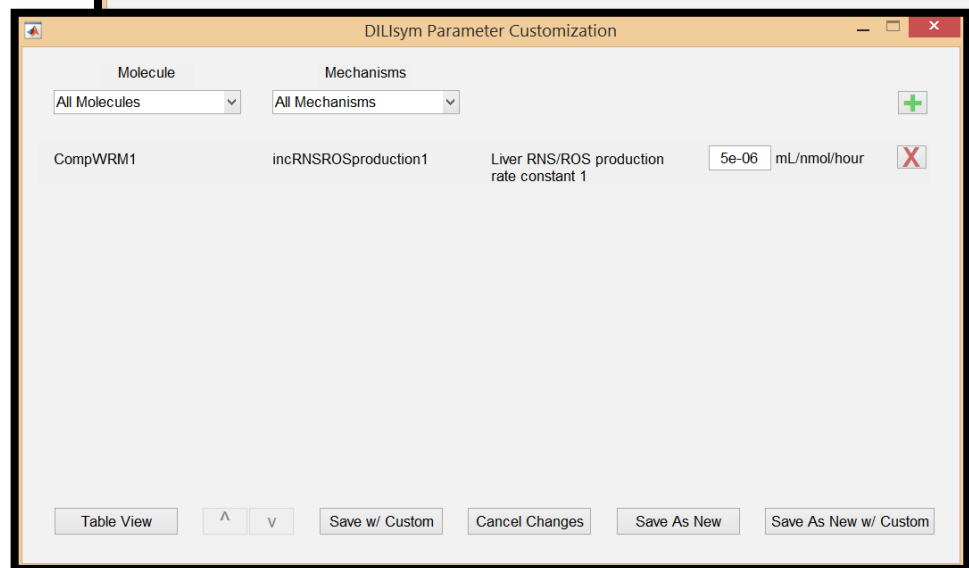 DILIsym Parameter Customization
Molecule
Mechanisms
All Molecules
All Mechanisms
CompWRM1
incRNSROSproduction1
Liver RNS/ROS production
rate constant 1
5e-06
mL/nmol/hour
X
Table View
^
v
Save w/ Custom
Cancel Changes
Save As New
Save As New w/ Custom